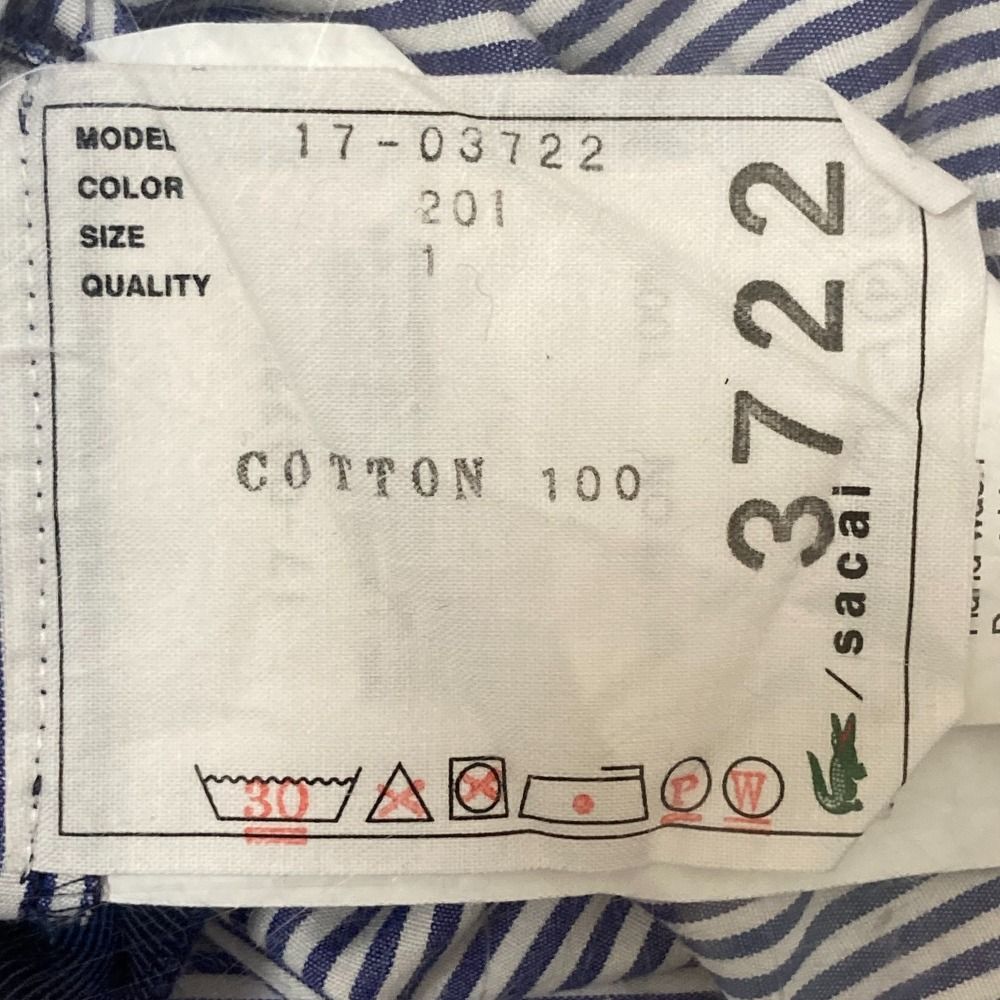 MODEL 17-03722
COLOR 201
SIZE 1
QUALITY
COTTON 100
3722
/sacai
30
P
W